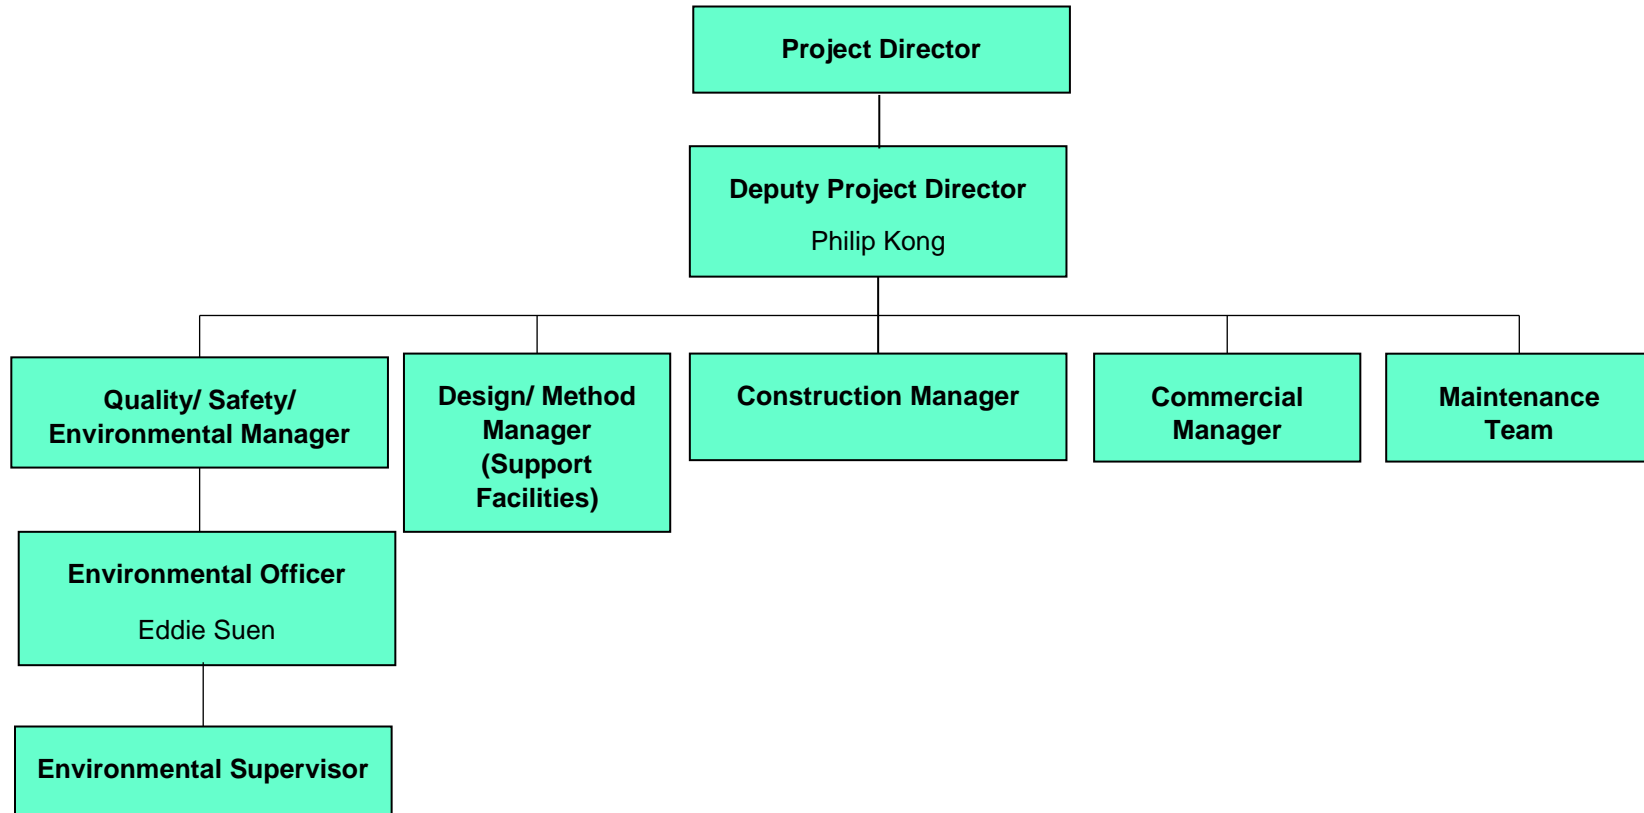 Project Director
Deputy Project Director
Philip Kong
Quality/ Safety/
Environmental Manager
Design/ Method
Manager
(Support
Facilities)
Construction Manager
Commercial
Manager
Maintenance
Team
Environmental Officer
Eddie Suen
Environmental Supervisor